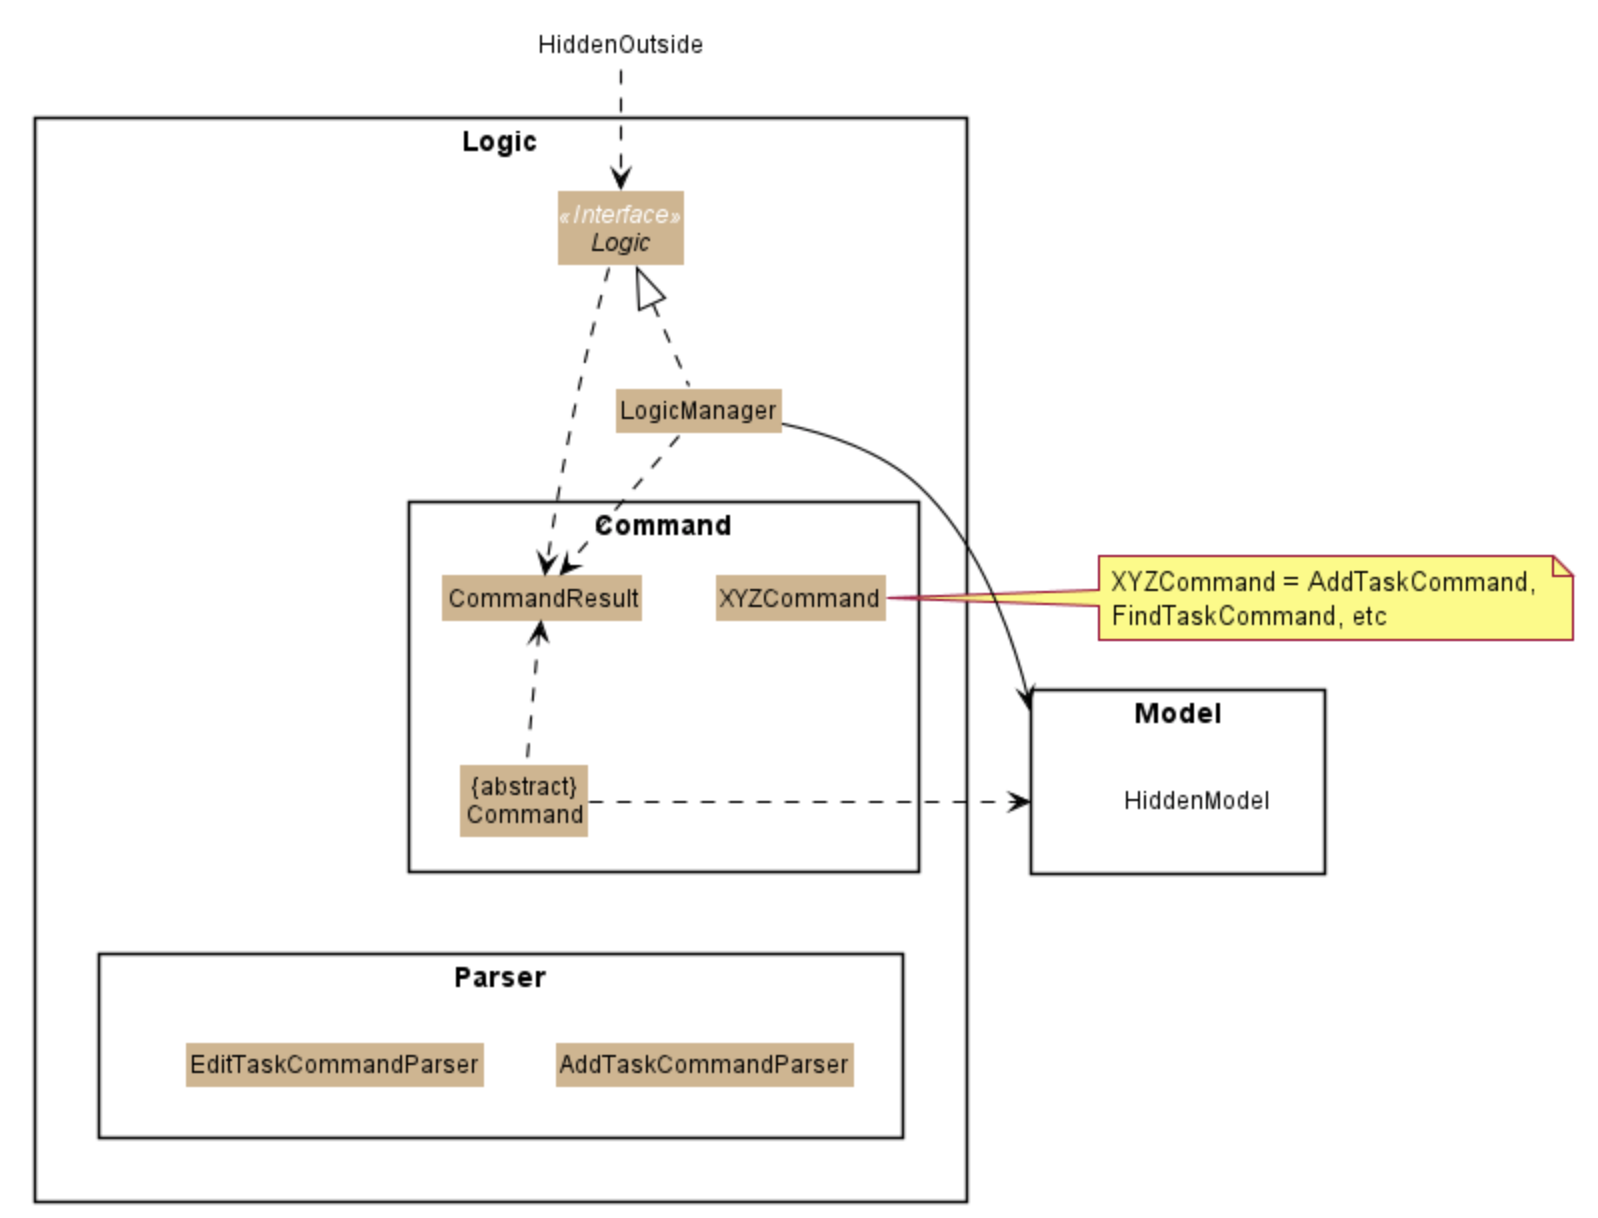 HiddenOutside
Logic
«Interface»
Logic
LogicManager
Command
CommandResult
XYZCommand
XYZCommand = AddTaskCommand,
FindTaskCommand, etc
Model
{abstract}
Command
HiddenModel
Parser
EditTaskCommandParser
AddTaskCommandParser